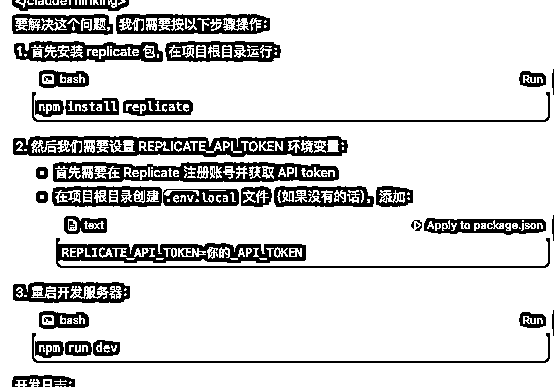 </claudeThinking>
要解决这个问题，我们需要按以下步骤操作：
1. 首先安装 replicate 包，在项目根目录运行：
bash Run
npm install replicate
2. 然后我们需要设置 REPLICATE_API_TOKEN 环境变量：
首先需要在 Replicate 注册账号并获取 API token
在项目根目录创建 .env.local 文件（如果没有的话），添加：
text Apply to package.json
REPLICATE_API_TOKEN=你的_API_TOKEN
3. 重启开发服务器：
bash Run
npm run dev
开发日志：